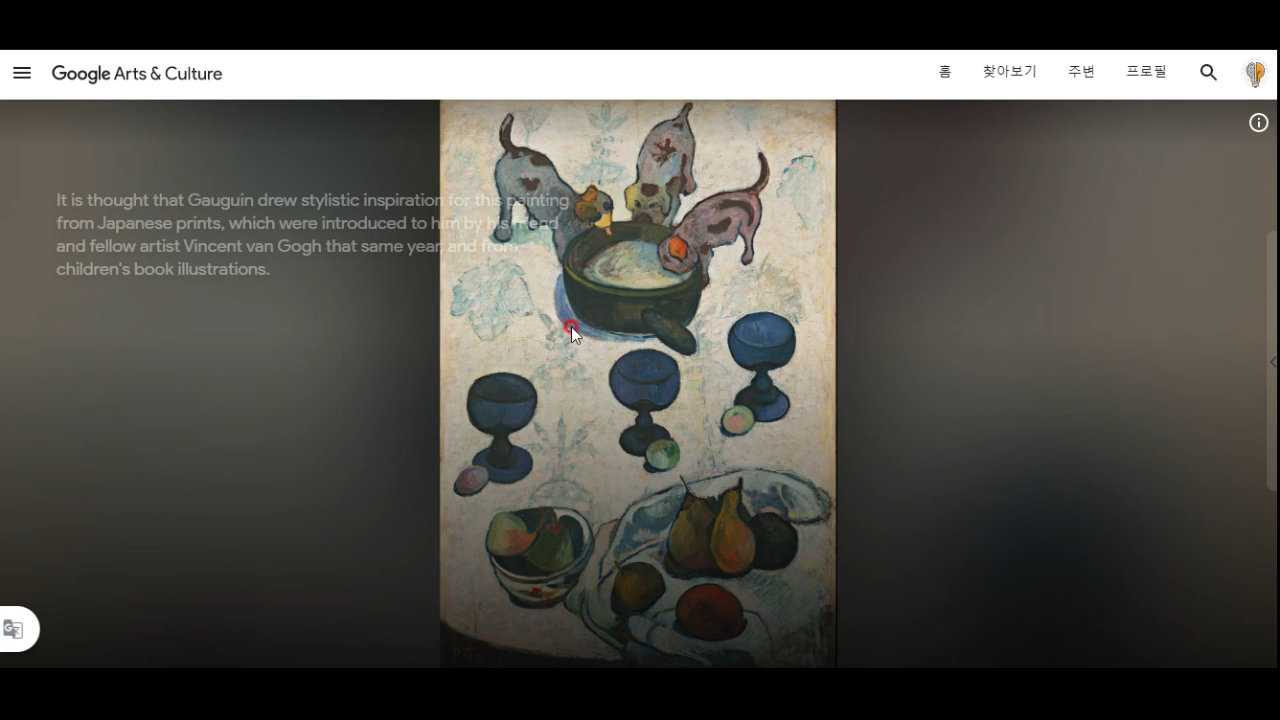 Google Arts & Culture
홈 찾아보기 주변 프로필
It is thought that Gauguin drew stylistic inspiration for this painting
from Japanese prints, which were introduced to him by his friend
and fellow artist Vincent van Gogh that same year, and from
children's book illustrations.